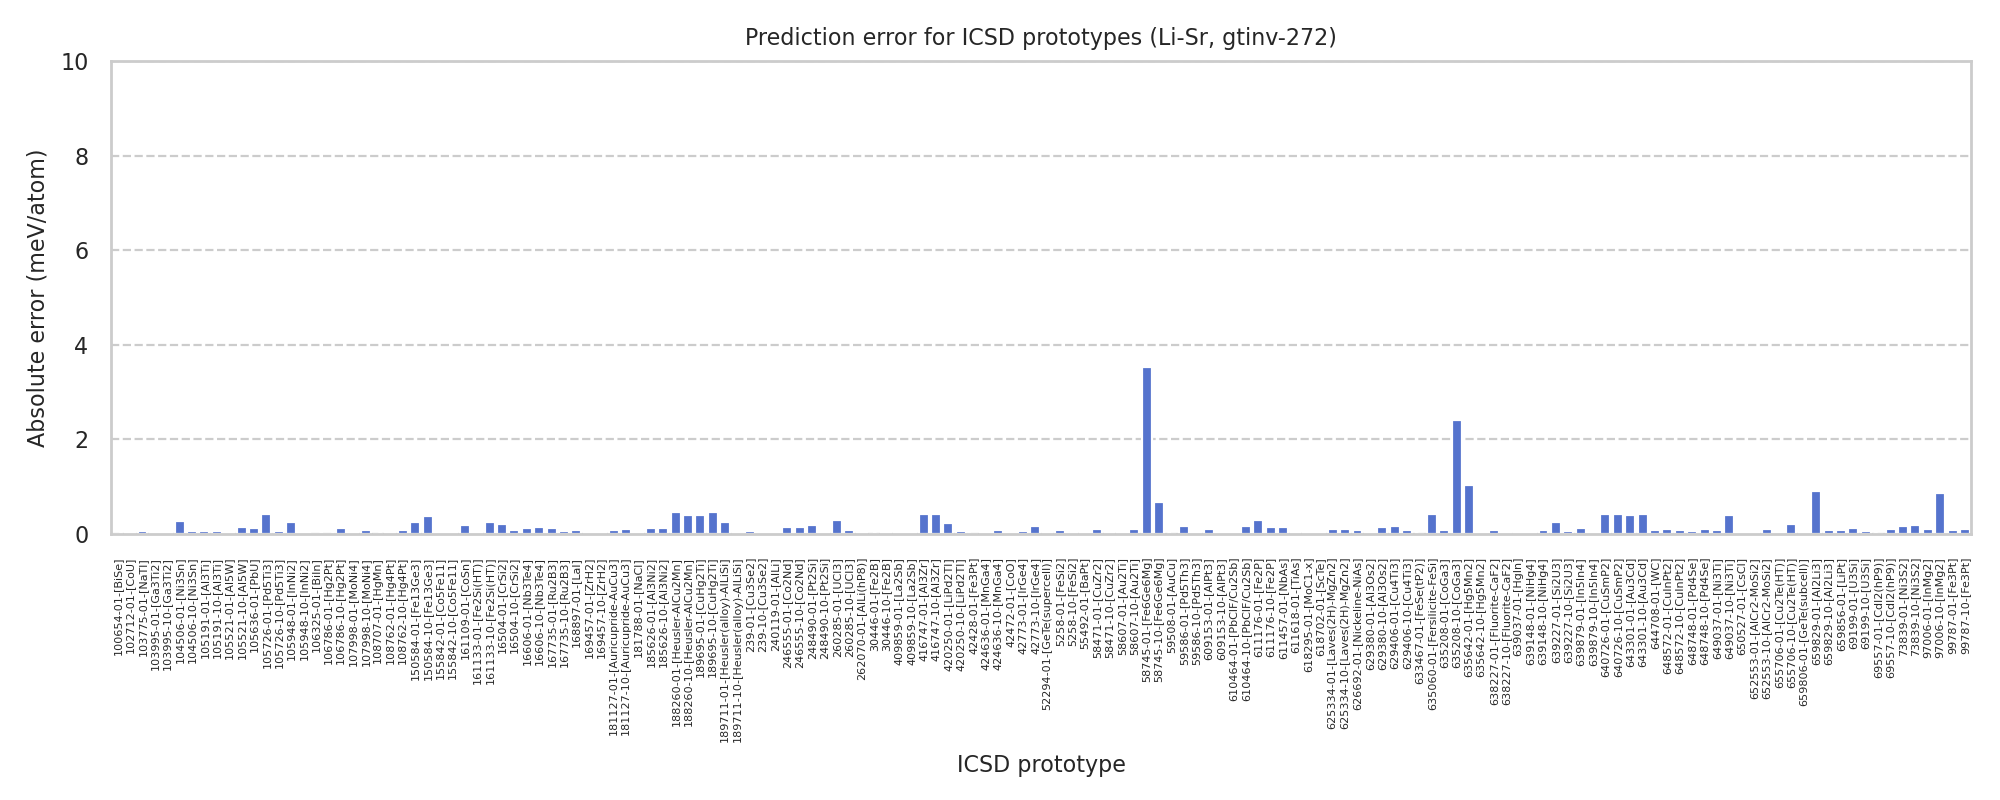 Prediction error for ICSD prototypes (Li-Sr, gtinv-272)
Absolute error (meV/atom)
10
8
6
4
2
0
100654-01-[BiSe]
102712-01-[CoU]
103775-01-[NaTl]
103995-01-[Ga3Ti2]
103995-10-[Ga3Ti2]
104506-01-[Ni3Sn]
104506-10-[Ni3Sn]
105191-01-[Al3Ti]
105191-10-[Al3Ti]
105521-01-[Al5W]
105521-10-[Al5W]
105636-01-[PbU]
105726-01-[Pd5Ti3]
105726-10-[Pd5Ti3]
105948-01-[InNi2]
105948-10-[InNi2]
106325-01-[BiIn]
106786-01-[Hg2Pt]
106786-10-[Hg2Pt]
107998-01-[MoNi4]
107998-10-[MoNi4]
108707-01-[HgMn]
108762-01-[Hg4Pt]
108762-10-[Hg4Pt]
150584-01-[Fe13Ge3]
150584-10-[Fe13Ge3]
155842-01-[Co5Fe11]
155842-10-[Co5Fe11]
161109-01-[CoSn]
161133-01-[Fe2Si(HT)]
161133-10-[Fe2Si(HT)]
16504-01-[CrSi2]
16504-10-[CrSi2]
16606-01-[Nb3Te4]
16606-10-[Nb3Te4]
167735-01-[Ru2B3]
167735-10-[Ru2B3]
168897-01-[LaI]
169457-01-[ZrH2]
169457-10-[ZrH2]
181127-01-[Auricupride-AuCu3]
181127-10-[Auricupride-AuCu3]
181788-01-[NaCl]
185626-01-[Al3Ni2]
185626-10-[Al3Ni2]
188260-01-[Heusler-AlCu2Mn]
188260-10-[Heusler-AlCu2Mn]
189695-01-[CuHg2Ti]
189695-10-[CuHg2Ti]
189711-01-[Heusler(alloy)-AlLiSi]
189711-10-[Heusler(alloy)-AlLiSi]
239-01-[Cu3Se2]
239-10-[Cu3Se2]
240119-01-[AlLi]
246555-01-[Co2Nd]
246555-10-[Co2Nd]
248490-01-[Pt2Si]
248490-10-[Pt2Si]
260285-01-[UCl3]
260285-10-[UCl3]
262070-01-[AlLi(hP8)]
30446-01-[Fe2B]
30446-10-[Fe2B]
409859-01-[La2Sb]
409859-10-[La2Sb]
416747-01-[Al3Zr]
416747-10-[Al3Zr]
420250-01-[LiPd2Tl]
420250-10-[LiPd2Tl]
42428-01-[Fe3Pt]
424636-01-[MnGa4]
424636-10-[MnGa4]
42472-01-[CoO]
42773-01-[IrGe4]
42773-10-[IrGe4]
52294-01-[GeTe(supercell)]
5258-01-[FeSi2]
5258-10-[FeSi2]
55492-01-[BaPt]
58471-01-[CuZr2]
58471-10-[CuZr2]
58607-01-[Au2Ti]
58607-10-[Au2Ti]
58745-01-[Fe6Ge6Mg]
58745-10-[Fe6Ge6Mg]
59508-01-[AuCu]
59586-01-[Pd5Th3]
59586-10-[Pd5Th3]
609153-01-[AlPt3]
609153-10-[AlPt3]
610464-01-[PbClF/Cu2Sb]
610464-10-[PbClF/Cu2Sb]
611176-01-[Fe2P]
611176-10-[Fe2P]
611457-01-[NbAs]
611618-01-[TiAs]
618295-01-[MoC1-x]
618702-01-[ScTe]
625334-01-[Laves(2H)-MgZn2]
625334-10-[Laves(2H)-MgZn2]
626692-01-[Nickeline-NiAs]
629380-01-[Al3Os2]
629380-10-[Al3Os2]
629406-01-[Cu4Ti3]
629406-10-[Cu4Ti3]
633467-01-[FeSe(tP2)]
635060-01-[Fersilicite-FeSi]
635208-01-[CoGa3]
635208-10-[CoGa3]
635642-01-[Hg5Mn2]
635642-10-[Hg5Mn2]
638227-01-[Fluorite-CaF2]
638227-10-[Fluorite-CaF2]
639037-01-[HgIn]
639148-01-[NiHg4]
639148-10-[NiHg4]
639227-01-[Si2U3]
639227-10-[Si2U3]
639879-01-[In5In4]
639879-10-[In5In4]
640726-01-[CuSmP2]
640726-10-[CuSmP2]
643301-01-[Au3Cd]
643301-10-[Au3Cd]
644708-01-[WC]
648572-01-[CuInPt2]
648572-10-[CuInPt2]
648748-01-[Pd4Se]
648748-10-[Pd4Se]
649037-01-[Ni3Ti]
649037-10-[Ni3Ti]
650527-01-[CsCl]
652553-01-[AlCr2-MoSi2]
652553-10-[AlCr2-MoSi2]
655706-01-[Cu2Te(HT)]
655706-10-[Cu2Te(HT)]
659806-01-[GeTe(subcell)]
659829-01-[Al2Li3]
659829-10-[Al2Li3]
659856-01-[LiPt]
69199-01-[U3Si]
69199-10-[U3Si]
69557-01-[CdI2(hP9)]
69557-10-[CdI2(hP9)]
73839-01-[Ni3S2]
73839-10-[Ni3S2]
97006-01-[InMg2]
97006-10-[InMg2]
99787-01-[Fe3Pt]
99787-10-[Fe3Pt]
ICSD prototype